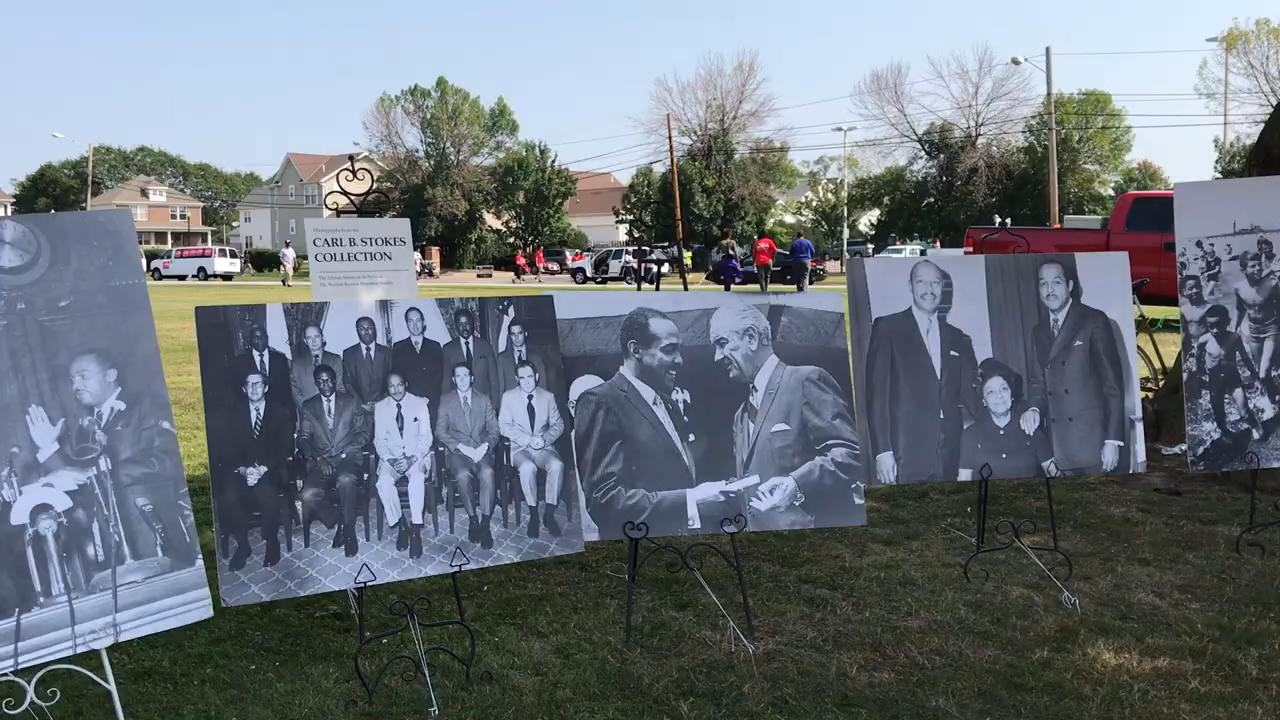 Photographs from the
CARL B. STOKES
COLLECTION
The African American Archives of
The Western Reserve Historical Society